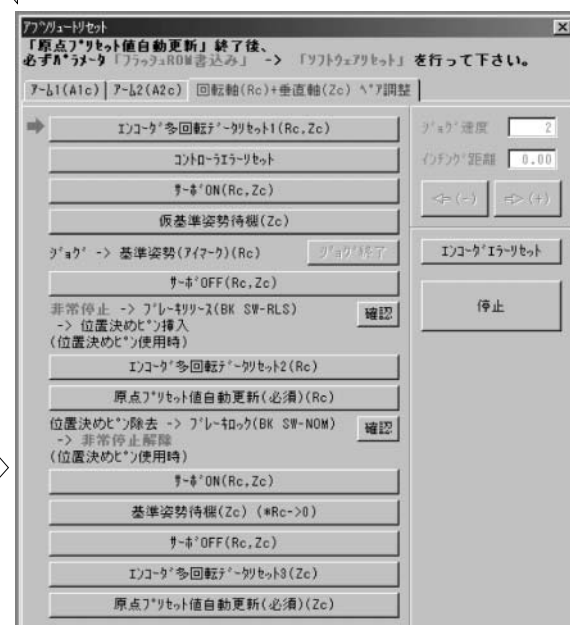 アブソリュートリセット
「原点プリセット値自動更新」終了後、
必ずパラメータ「フラッシュROM書込み」 -> 「ソフトウェアリセット」 を行って下さい。
アーム1(A1c)
アーム2(A2c)
回転軸(Rc)+垂直軸(Zc) ペア調整
エンコーダ多回転データリセット1(Rc,Zc)
コントローラエラーリセット
サーボON(Rc,Zc)
仮基準姿勢待機(Zc)
ジョグ -> 基準姿勢(アイマーク)(Rc)
ジョグ終了
サーボOFF(Rc,Zc)
非常停止 -> ブレーキリリース(BK SW-RLS)
-> 位置決めピン挿入
(位置決めピン使用時)
確認
エンコーダ多回転データリセット2(Rc)
原点プリセット値自動更新(必須)(Rc)
位置決めピン除去 -> ブレーキロック(BK SW-NOM)
-> 非常停止解除
(位置決めピン使用時)
確認
サーボON(Rc,Zc)
基準姿勢待機(Zc) (*Rc->0)
サーボOFF(Rc,Zc)
エンコーダ多回転データリセット3(Zc)
原点プリセット値自動更新(必須)(Zc)
ジョグ速度 2
インチング距離 0.00
(-)
(+)
エンコーダエラーリセット
停止